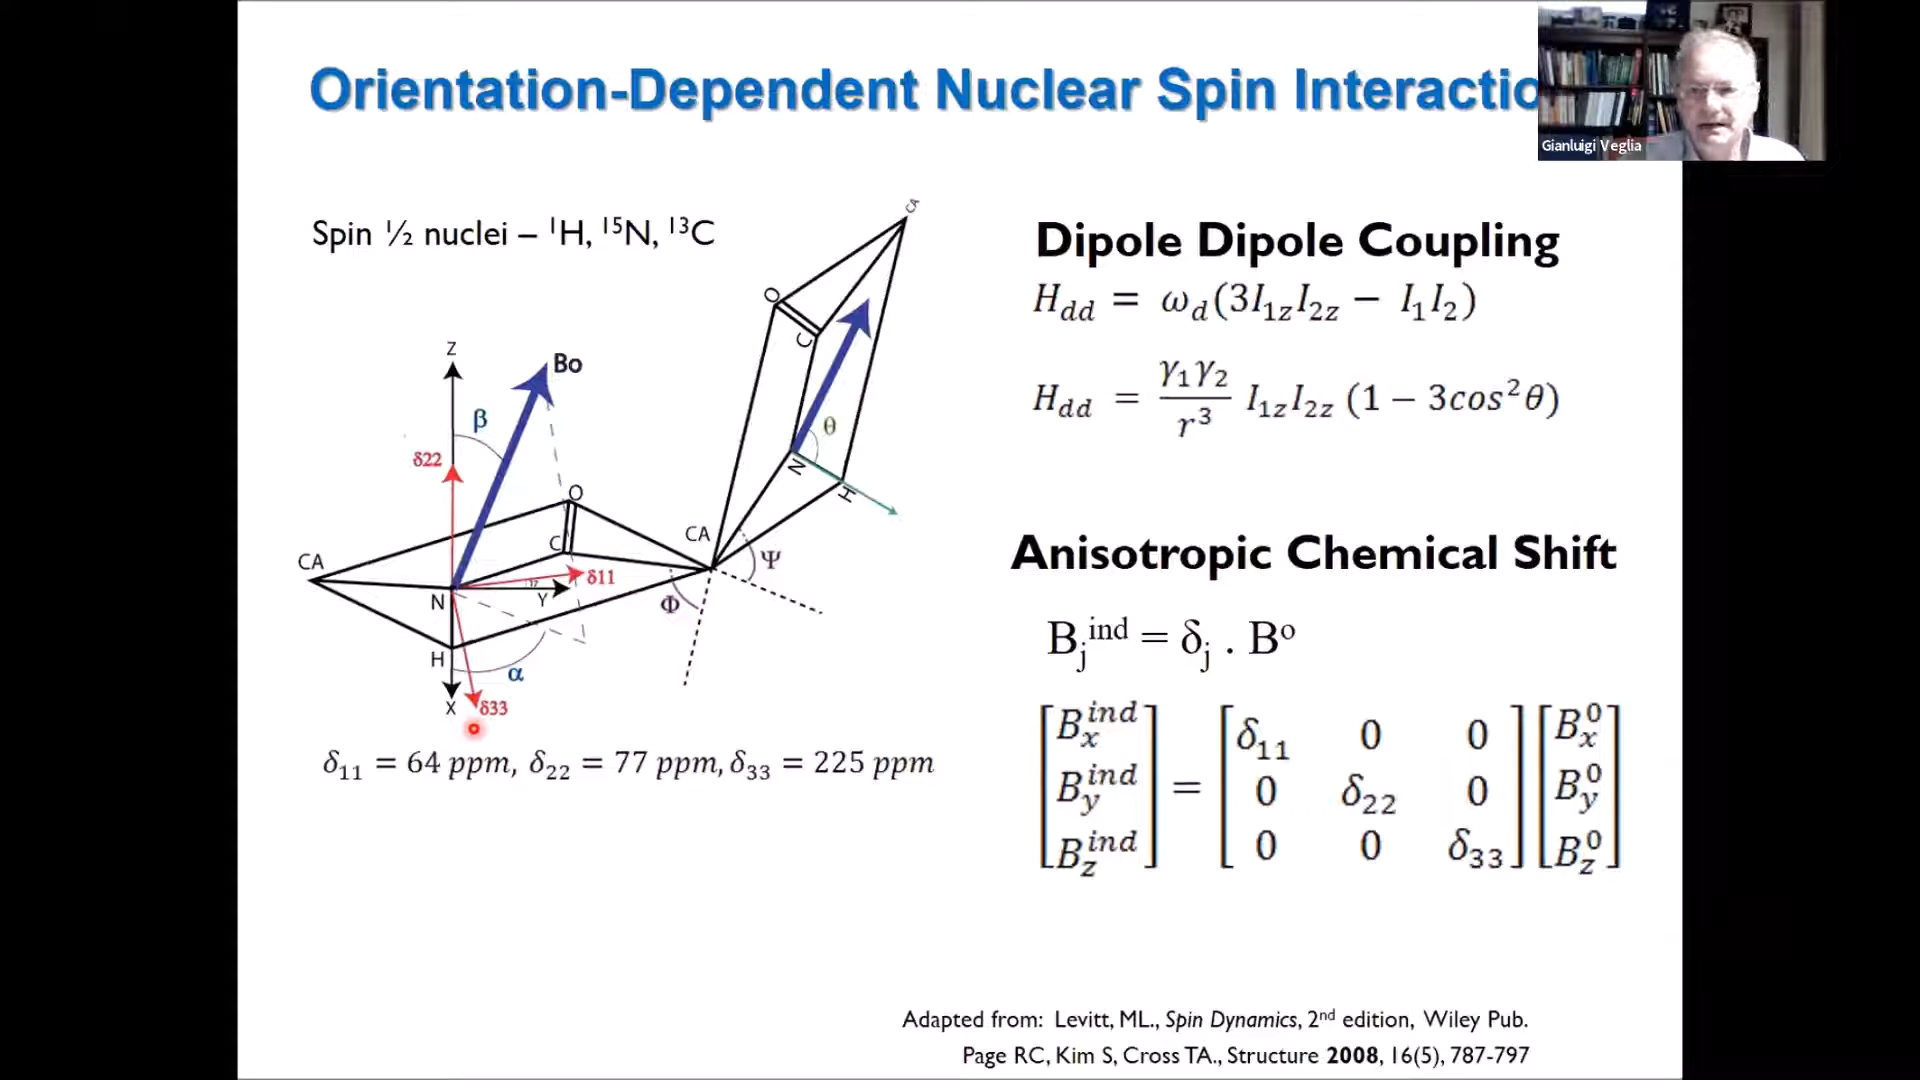 Orientation-Dependent Nuclear Spin Interactio
Gianluigi Veglia
Spin ½ nuclei – ¹H, ¹⁵N, ¹³C
Z
Bo
β
δ22
O
C
CA
CA
N
δ11
Y
H
α
X
δ33
Φ
Ψ
CA
O
C
θ
N
H
δ₁₁ = 64 ppm, δ₂₂ = 77 ppm, δ₃₃ = 225 ppm
Dipole Dipole Coupling
H_dd = ω_d(3I_1z I_2z − I₁I₂)
H_dd = γ₁γ₂/r³ I_1z I_2z (1 − 3cos²θ)
Anisotropic Chemical Shift
B_j^ind = δ_j . B^o
[B_x^ind] = [δ₁₁ 0 0] [B_x^0]
[B_y^ind] [0 δ₂₂ 0] [B_y^0]
[B_z^ind] [0 0 δ₃₃] [B_z^0]
Adapted from: Levitt, ML., Spin Dynamics, 2nd edition, Wiley Pub.
Page RC, Kim S, Cross TA., Structure 2008, 16(5), 787-797